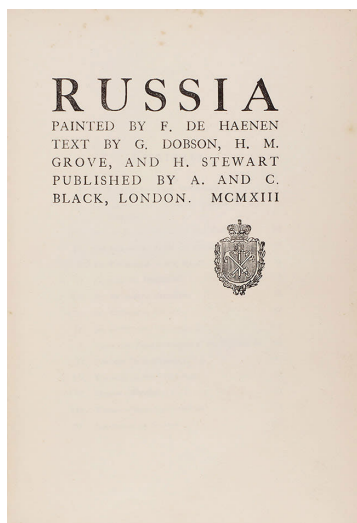 RUSSIA
PAINTED BY F. DE HAENEN
TEXT BY G. DOBSON, H. M.
GROVE, AND H. STEWART
PUBLISHED BY A. AND C.
BLACK, LONDON. MCMXIII